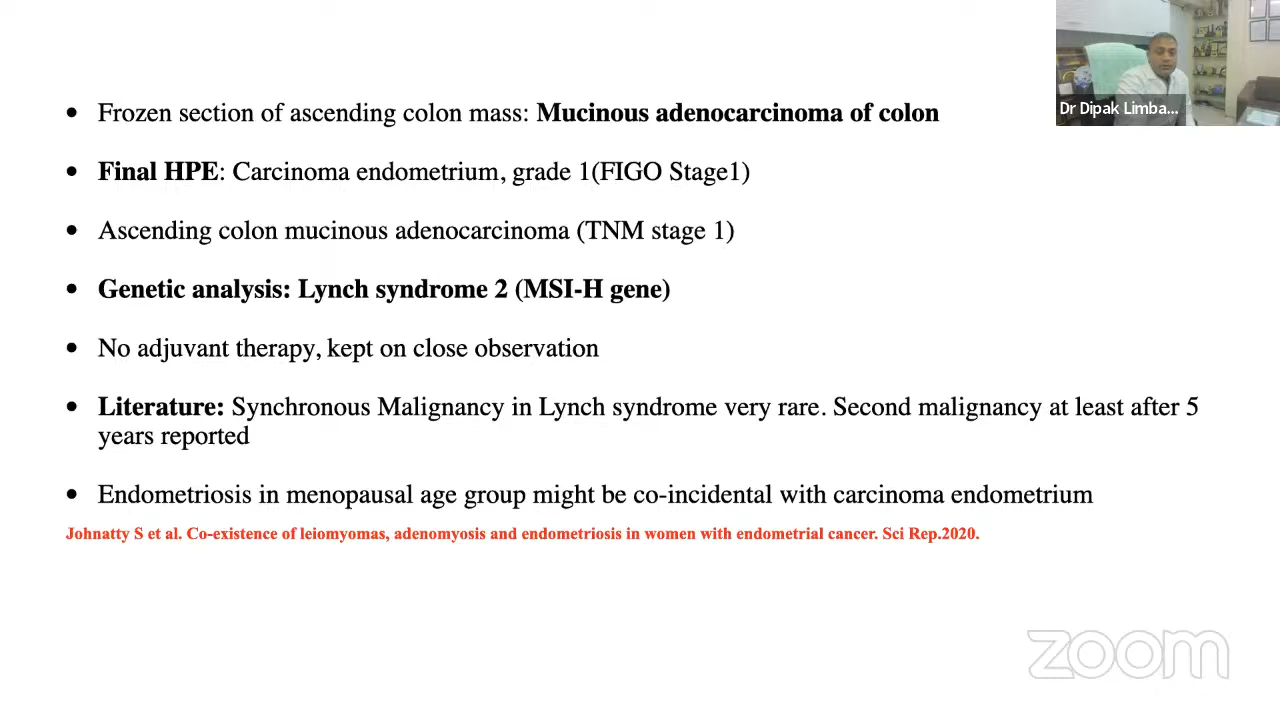 Dr Dipak Limba...
• Frozen section of ascending colon mass: Mucinous adenocarcinoma of colon
• Final HPE: Carcinoma endometrium, grade 1(FIGO Stage1)
• Ascending colon mucinous adenocarcinoma (TNM stage 1)
• Genetic analysis: Lynch syndrome 2 (MSI-H gene)
• No adjuvant therapy, kept on close observation
• Literature: Synchronous Malignancy in Lynch syndrome very rare. Second malignancy at least after 5
years reported
• Endometriosis in menopausal age group might be co-incidental with carcinoma endometrium
Johnatty S et al. Co-existence of leiomyomas, adenomyosis and endometriosis in women with endometrial cancer. Sci Rep.2020.
zoom